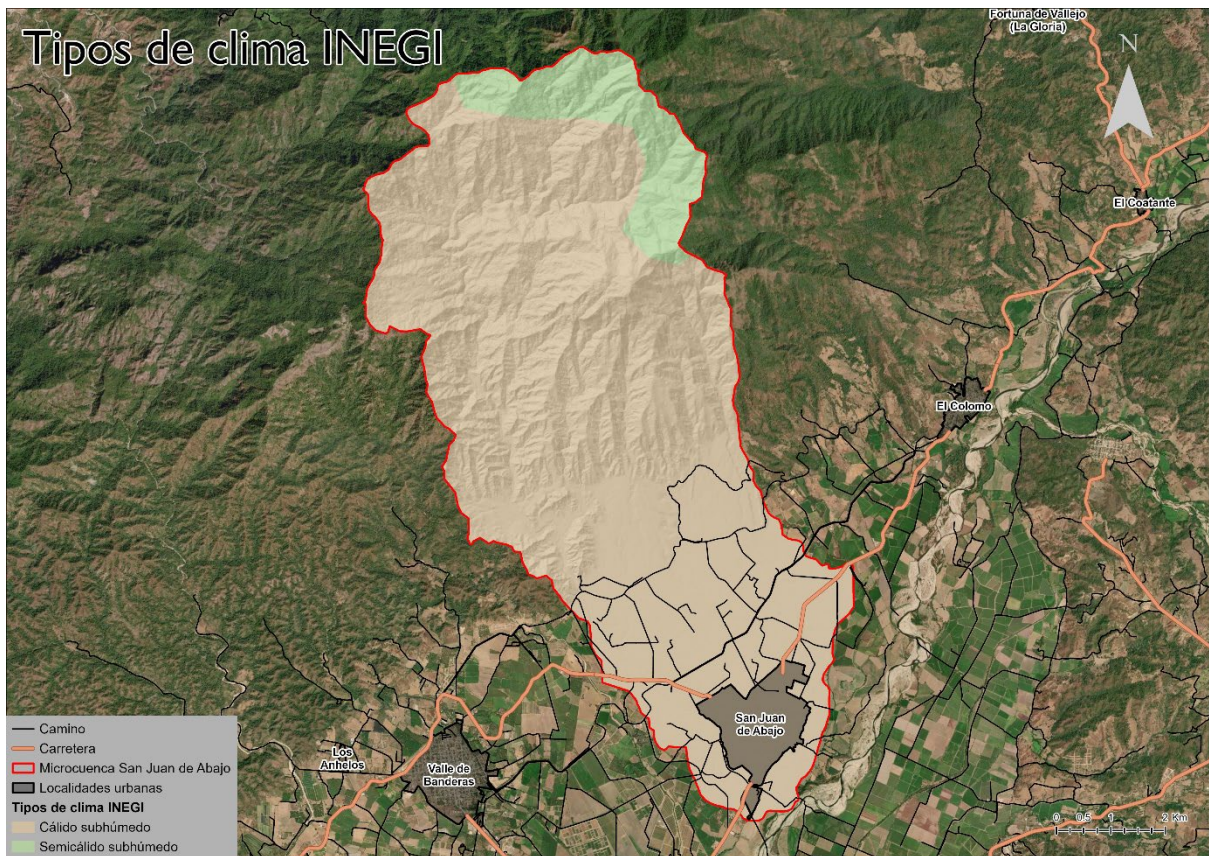 Tipos de clima INEGI
Fortuna de Vallejo
(La Gloria)
N
El Coatante
El Colomo
San Juan
de Abajo
Los
Anhelos
Valle de
Banderas
Camino
Carretera
Microcuenca San Juan de Abajo
Localidades urbanas
Tipos de clima INEGI
Cálido subhúmedo
Semicálido subhúmedo
0 0.5 1 2 Km